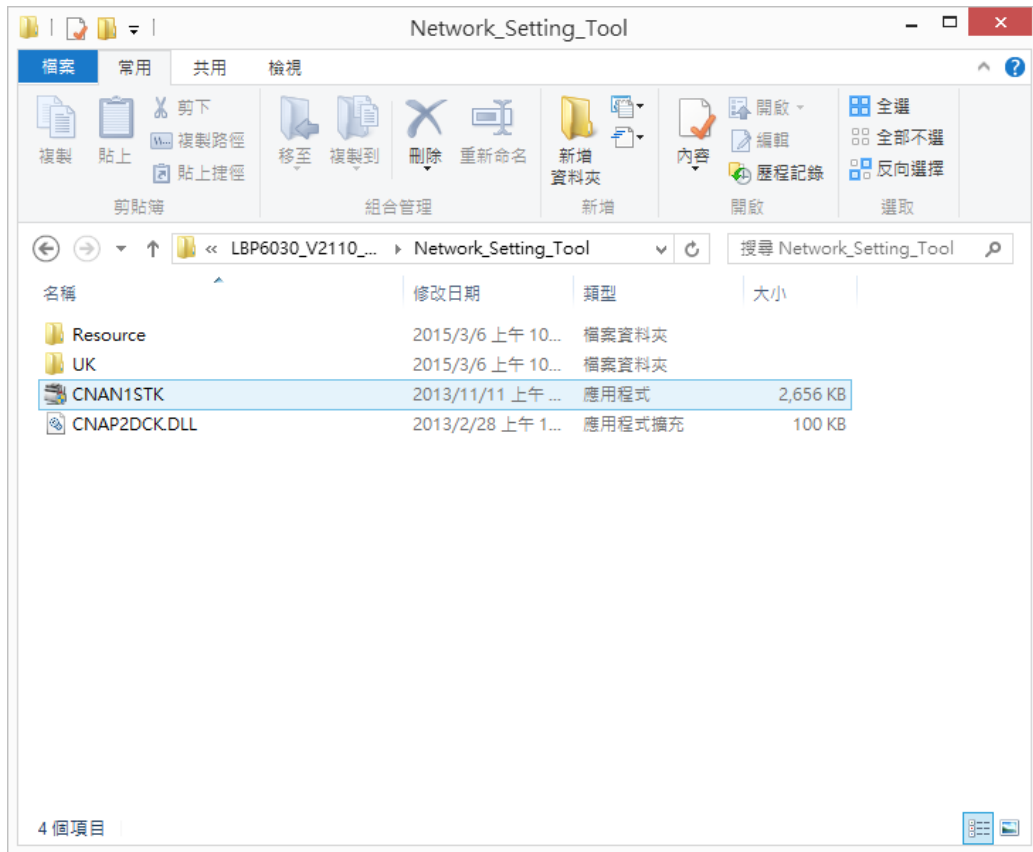 Network_Setting_Tool
檔案 常用 共用 檢視
複製
貼上
剪下
複製路徑
貼上捷徑
剪貼簿
移至
複製到
刪除
重新命名
組合管理
新增
資料夾
新增
內容
開啟
編輯
歷程記錄
開啟
全選
全部不選
反向選擇
選取
« LBP6030_V2110_... Network_Setting_Tool 搜尋 Network_Setting_Tool
名稱 修改日期 類型 大小
Resource 2015/3/6 上午 10... 檔案資料夾
UK 2015/3/6 上午 10... 檔案資料夾
CNAN1STK 2013/11/11 上午 ... 應用程式 2,656 KB
CNAP2DCK.DLL 2013/2/28 上午 1... 應用程式擴充 100 KB
4 個項目